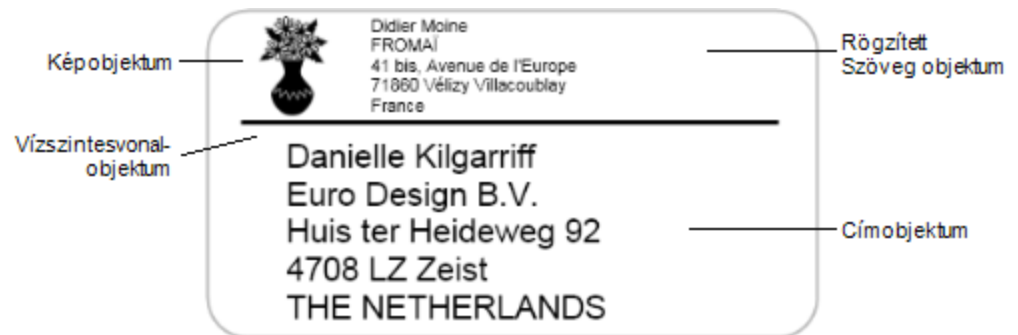 Didier Moine
FROMAÏ
41 bis, Avenue de l'Europe
71860 Vélizy Villacoublay
France
Rögzített
Szöveg objektum
Képobjektum
Vízszintesvonal-
objektum
Danielle Kilgarriff
Euro Design B.V.
Huis ter Heideweg 92
4708 LZ Zeist
THE NETHERLANDS
Címobjektum